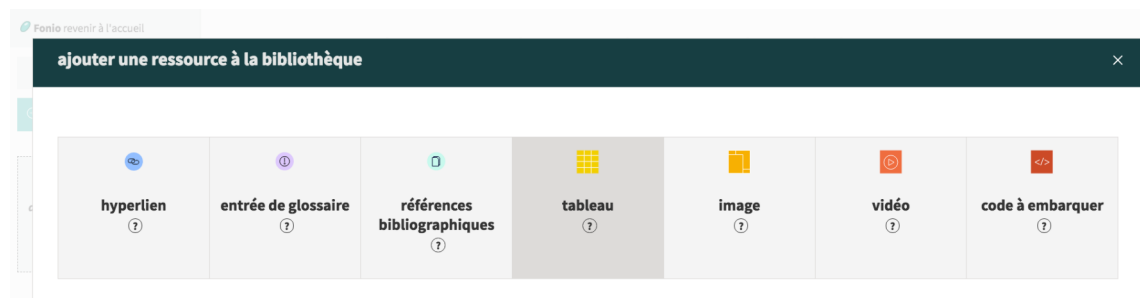 Fonio revenir à l'accueil
ajouter une ressource à la bibliothèque
hyperlien
?
entrée de glossaire
?
références
bibliographiques
?
tableau
?
image
?
vidéo
?
</>
code à embarquer
?